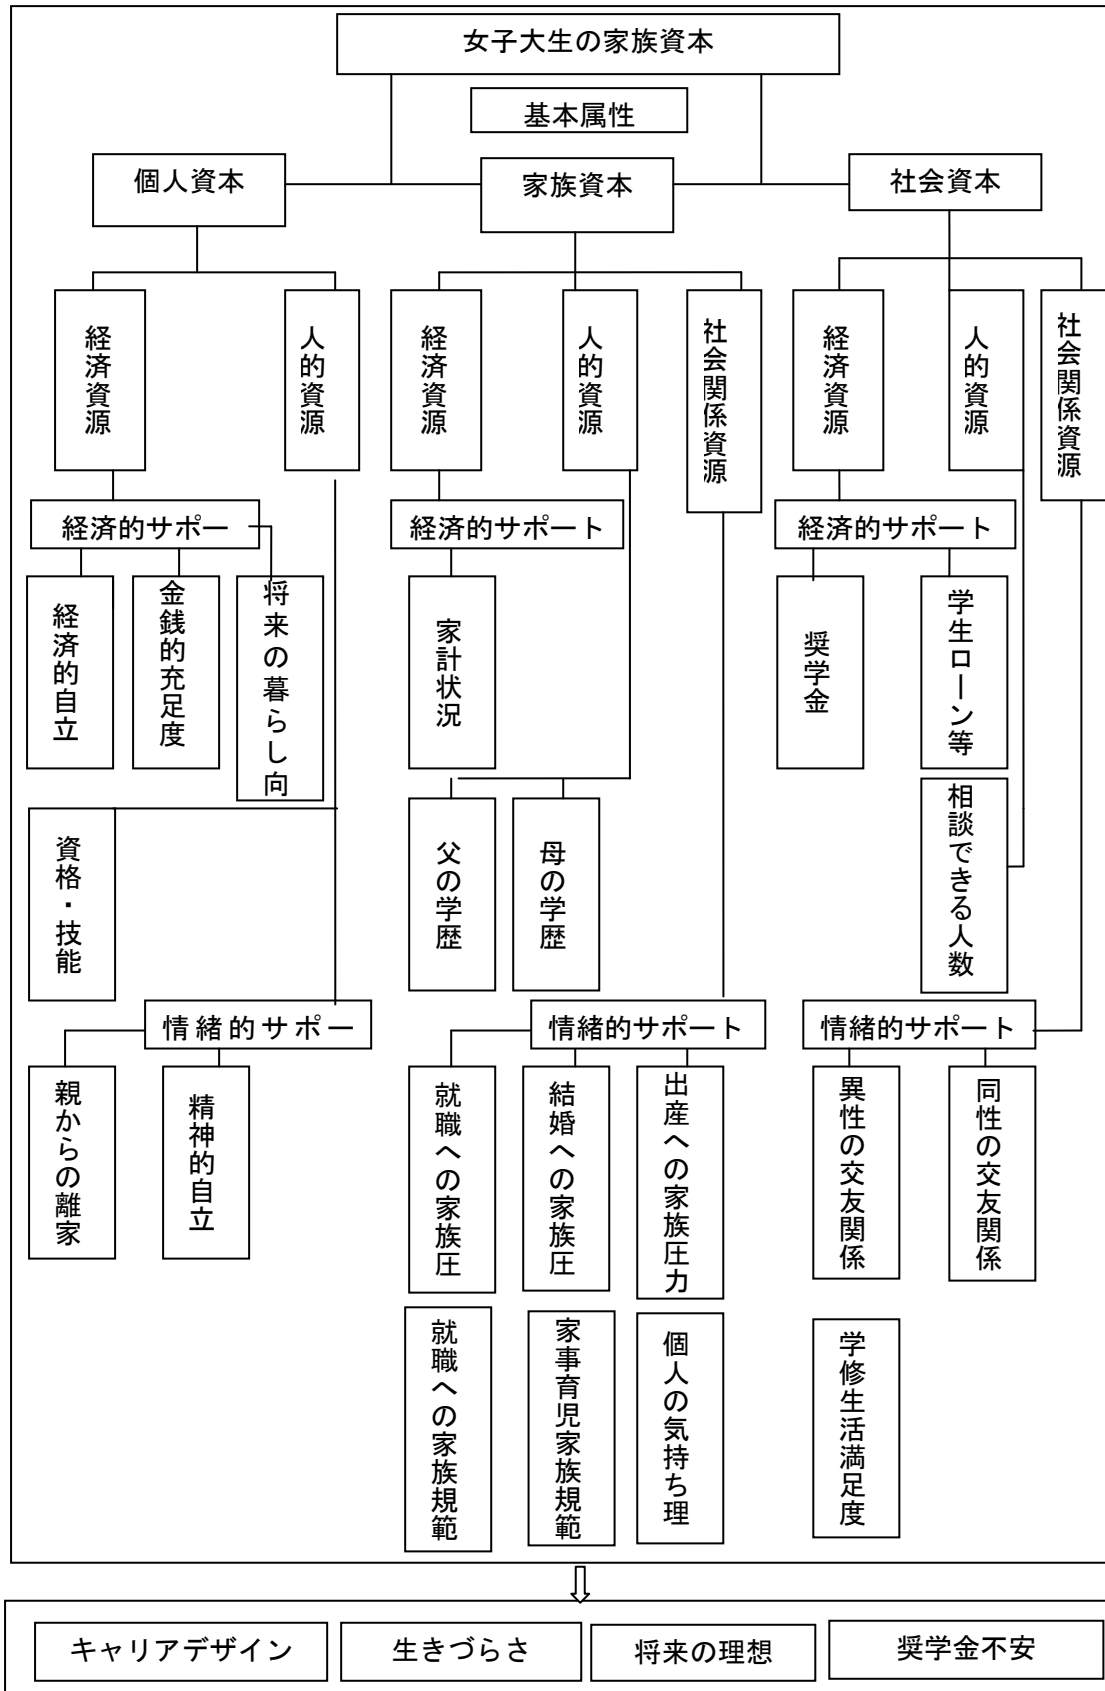 女子大生の家族資本
基本属性
個人資本
家族資本
社会資本
経済資源
人的資源
経済資源
人的資源
社会関係資源
経済資源
人的資源
社会関係資源
経済的サポー
経済的サポート
経済的サポート
経済的自立
金銭的充足度
将来の暮らし向
家計状況
奨学金
学生ローン等
資格・技能
父の学歴
母の学歴
相談できる人数
情緒的サポー
情緒的サポート
情緒的サポート
親からの離家
精神的自立
就職への家族圧
結婚への家族圧
出産への家族圧力
異性の交友関係
同性の交友関係
就職への家族規範
家事育児家族規範
個人の気持ち理
学修生活満足度
キャリアデザイン
生きづらさ
将来の理想
奨学金不安